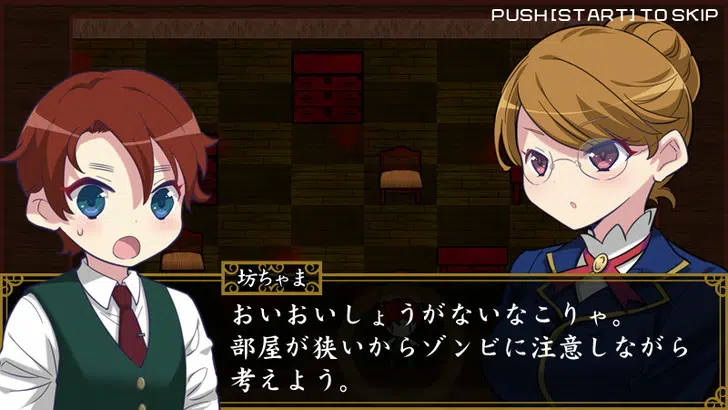 PUSH[START]TO SKIP
坊ちゃま
おいおいしょうがないなこりゃ。
部屋が狭いからゾンビに注意しながら
考えよう。